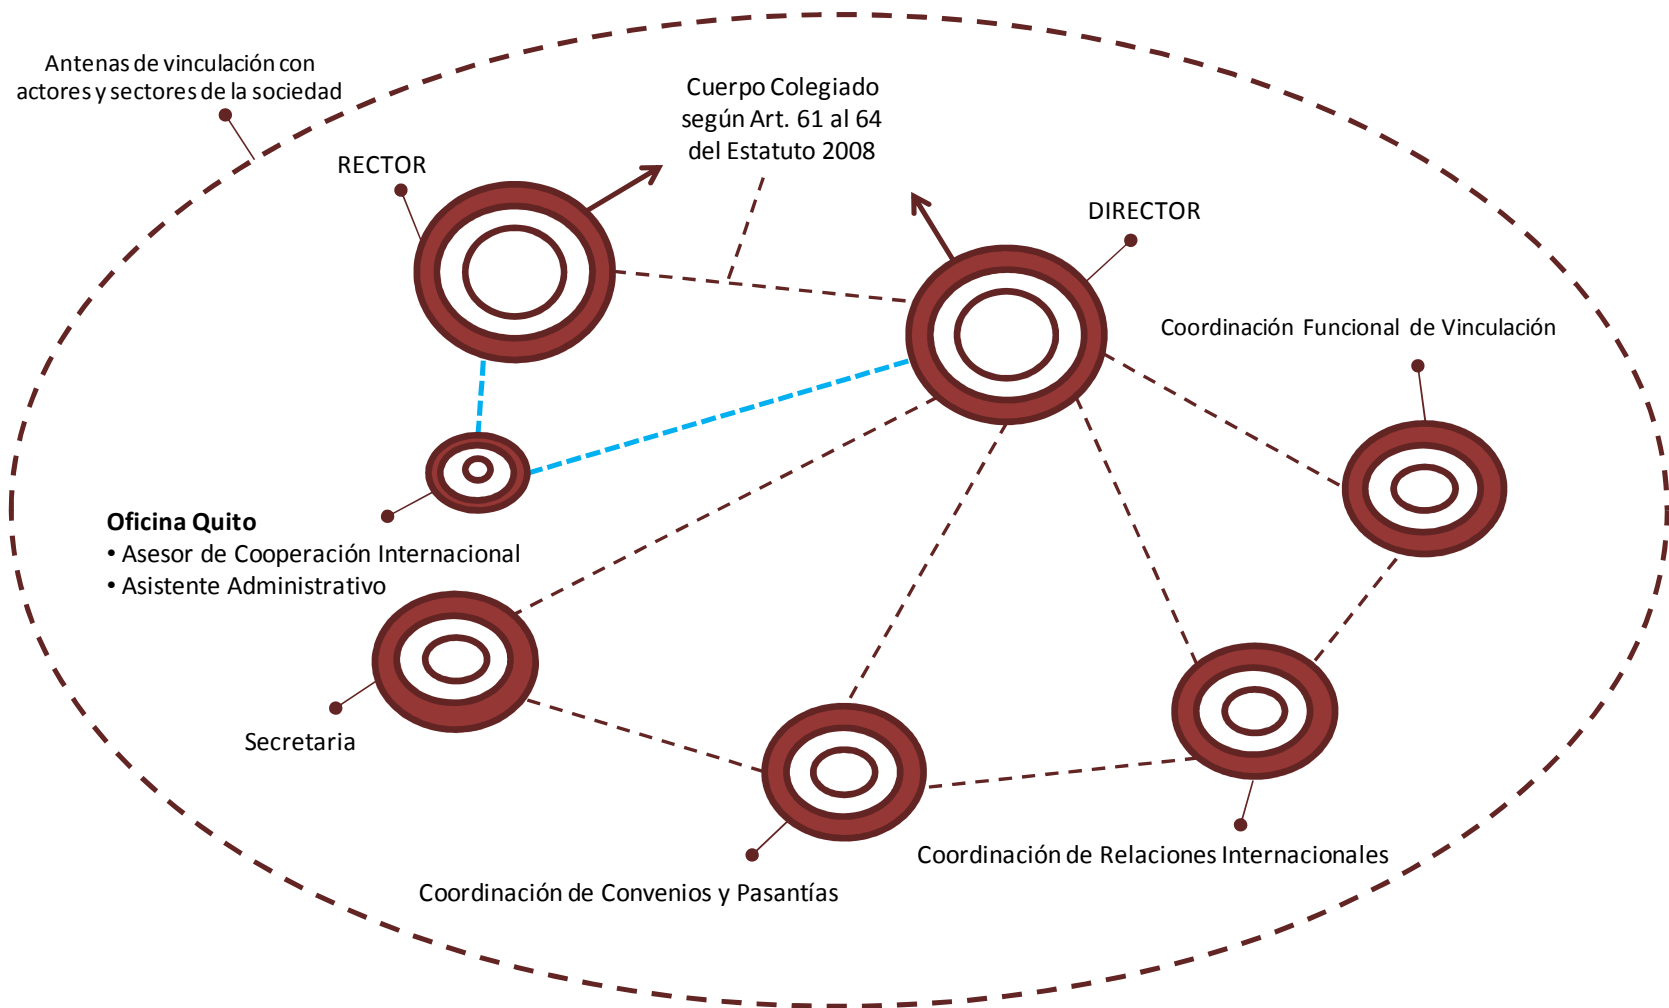 Antenas de vinculación con
actores y sectores de la sociedad
Cuerpo Colegiado
según Art. 61 al 64
del Estatuto 2008
RECTOR
DIRECTOR
Coordinación Funcional de Vinculación
Oficina Quito
• Asesor de Cooperación Internacional
• Asistente Administrativo
Secretaria
Coordinación de Relaciones Internacionales
Coordinación de Convenios y Pasantías